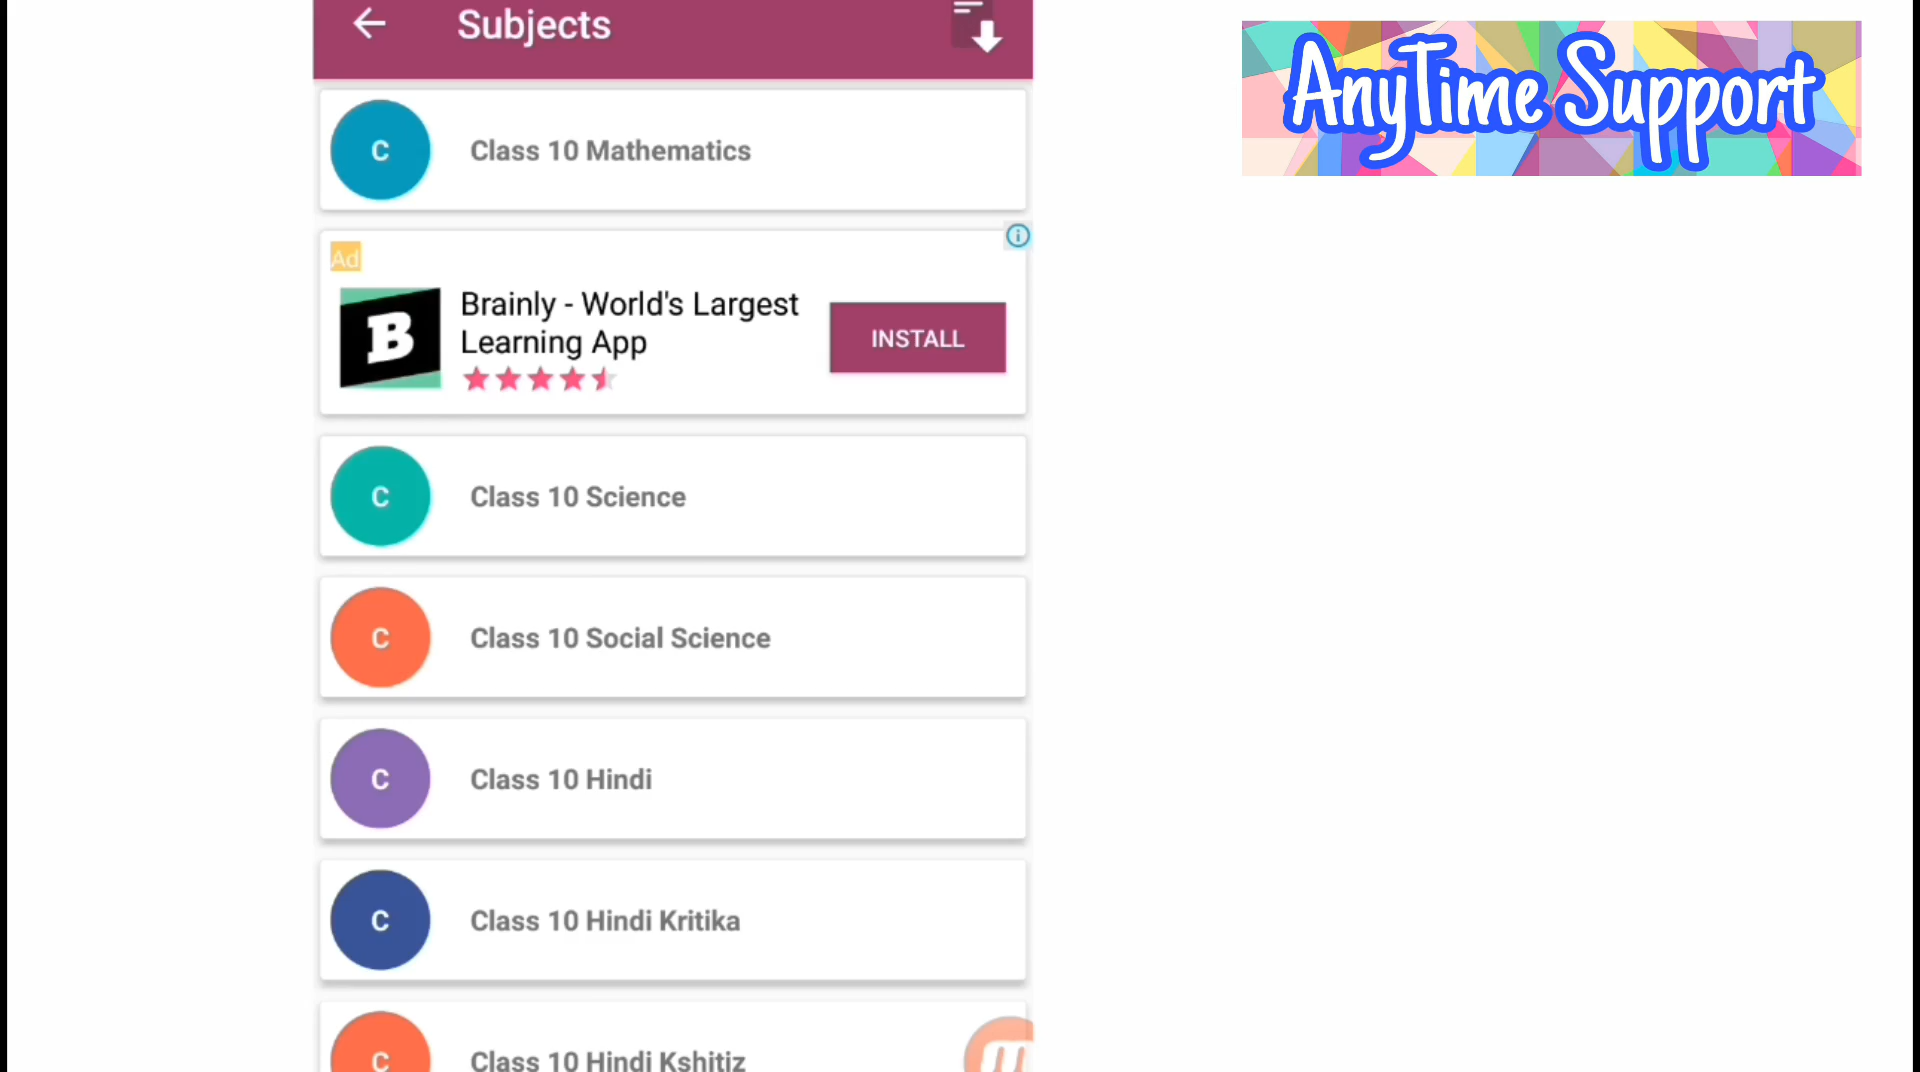 Subjects
AnyTime Support
C
Class 10 Mathematics
Ad
B
Brainly - World's Largest
Learning App
INSTALL
C
Class 10 Science
C
Class 10 Social Science
C
Class 10 Hindi
C
Class 10 Hindi Kritika
C
Class 10 Hindi Kshitiz